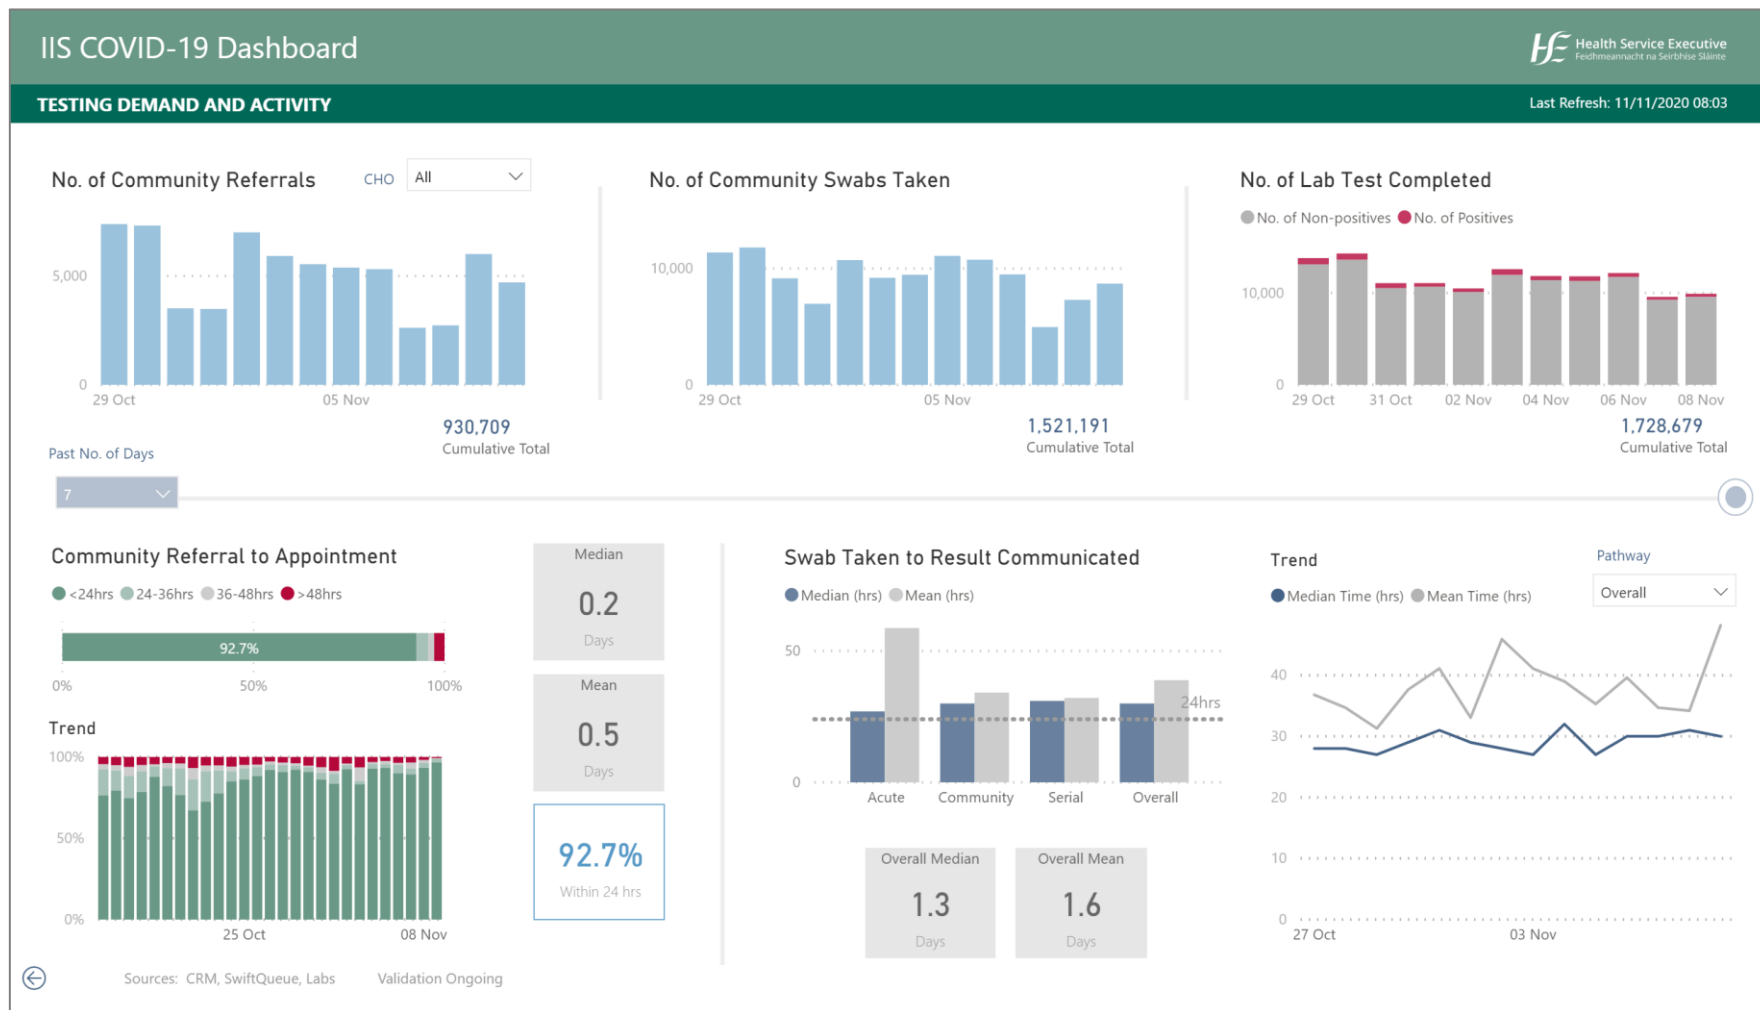 IIS COVID-19 Dashboard
Health Service Executive
Feidhmeannacht na Seirbhíse Sláinte
TESTING DEMAND AND ACTIVITY
Last Refresh: 11/11/2020 08:03
No. of Community Referrals
CHO
All
5,000
0
29 Oct
05 Nov
930,709
Cumulative Total
No. of Community Swabs Taken
10,000
0
29 Oct
05 Nov
1,521,191
Cumulative Total
No. of Lab Test Completed
No. of Non-positives
No. of Positives
10,000
0
29 Oct
31 Oct
02 Nov
04 Nov
06 Nov
08 Nov
1,728,679
Cumulative Total
Past No. of Days
7
Community Referral to Appointment
<24hrs
24-36hrs
36-48hrs
>48hrs
92.7%
0%
50%
100%
Trend
100%
50%
0%
25 Oct
08 Nov
Median
0.2
Days
Mean
0.5
Days
92.7%
Within 24 hrs
Swab Taken to Result Communicated
Median (hrs)
Mean (hrs)
50
24hrs
0
Acute
Community
Serial
Overall
Overall Median
1.3
Days
Overall Mean
1.6
Days
Trend
Pathway
Median Time (hrs)
Mean Time (hrs)
Overall
40
30
20
10
0
27 Oct
03 Nov
Sources: CRM, SwiftQueue, Labs
Validation Ongoing